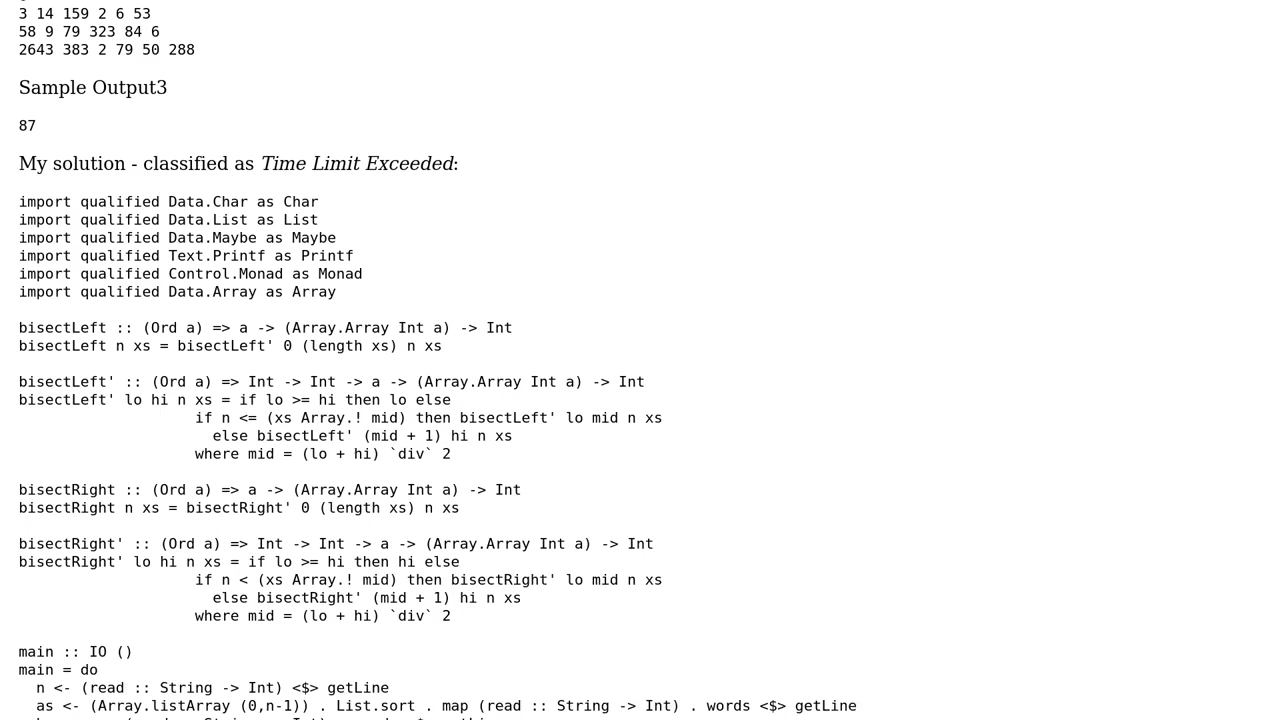 3 14 159 2 6 53
58 9 79 323 84 6
2643 383 2 79 50 288
Sample Output3
87
My solution - classified as Time Limit Exceeded:
import qualified Data.Char as Char
import qualified Data.List as List
import qualified Data.Maybe as Maybe
import qualified Text.Printf as Printf
import qualified Control.Monad as Monad
import qualified Data.Array as Array
bisectLeft :: (Ord a) => a -> (Array.Array Int a) -> Int
bisectLeft n xs = bisectLeft' 0 (length xs) n xs
bisectLeft' :: (Ord a) => Int -> Int -> a -> (Array.Array Int a) -> Int
bisectLeft' lo hi n xs = if lo >= hi then lo else
if n <= (xs Array.! mid) then bisectLeft' lo mid n xs
else bisectLeft' (mid + 1) hi n xs
where mid = (lo + hi) `div` 2
bisectRight :: (Ord a) => a -> (Array.Array Int a) -> Int
bisectRight n xs = bisectRight' 0 (length xs) n xs
bisectRight' :: (Ord a) => Int -> Int -> a -> (Array.Array Int a) -> Int
bisectRight' lo hi n xs = if lo >= hi then hi else
if n < (xs Array.! mid) then bisectRight' lo mid n xs
else bisectRight' (mid + 1) hi n xs
where mid = (lo + hi) `div` 2
main :: IO ()
main = do
n <- (read :: String -> Int) <$> getLine
as <- (Array.listArray (0,n-1)) . List.sort . map (read :: String -> Int) . words <$> getLine